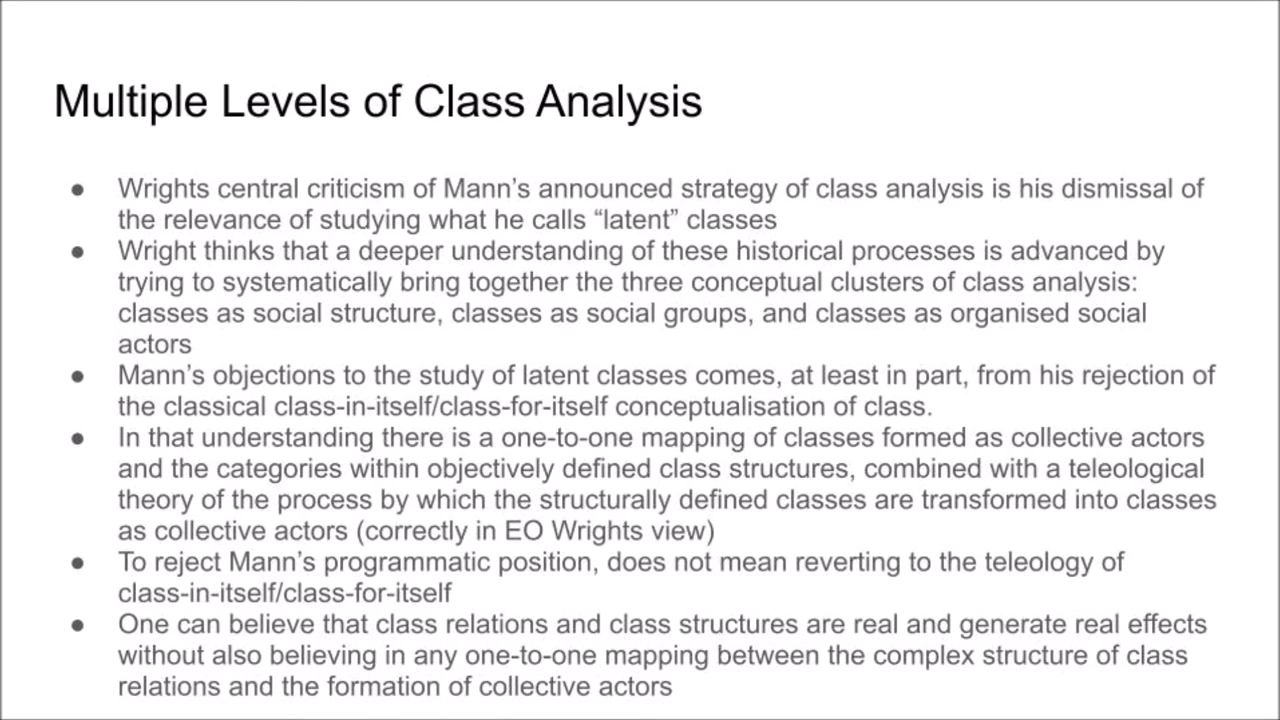 Multiple Levels of Class Analysis
● Wrights central criticism of Mann’s announced strategy of class analysis is his dismissal of
the relevance of studying what he calls “latent” classes
● Wright thinks that a deeper understanding of these historical processes is advanced by
trying to systematically bring together the three conceptual clusters of class analysis:
classes as social structure, classes as social groups, and classes as organised social
actors
● Mann’s objections to the study of latent classes comes, at least in part, from his rejection of
the classical class-in-itself/class-for-itself conceptualisation of class.
● In that understanding there is a one-to-one mapping of classes formed as collective actors
and the categories within objectively defined class structures, combined with a teleological
theory of the process by which the structurally defined classes are transformed into classes
as collective actors (correctly in EO Wrights view)
● To reject Mann’s programmatic position, does not mean reverting to the teleology of
class-in-itself/class-for-itself
● One can believe that class relations and class structures are real and generate real effects
without also believing in any one-to-one mapping between the complex structure of class
relations and the formation of collective actors